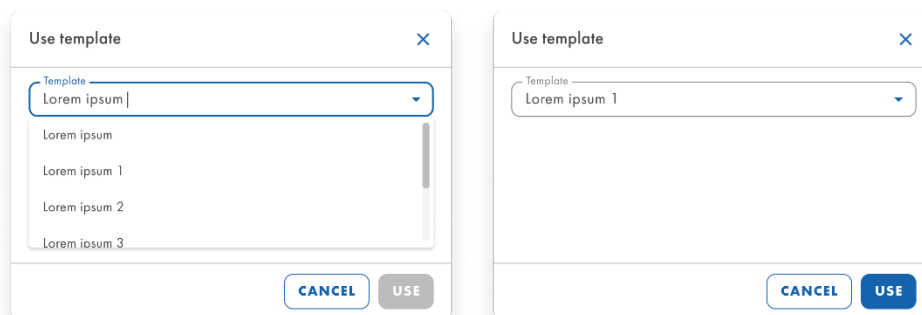 Use template
Template
Lorem ipsum
Lorem ipsum
Lorem ipsum 1
Lorem ipsum 2
Lorem ipsum 3
CANCEL
USE
Use template
Template
Lorem ipsum 1
CANCEL
USE